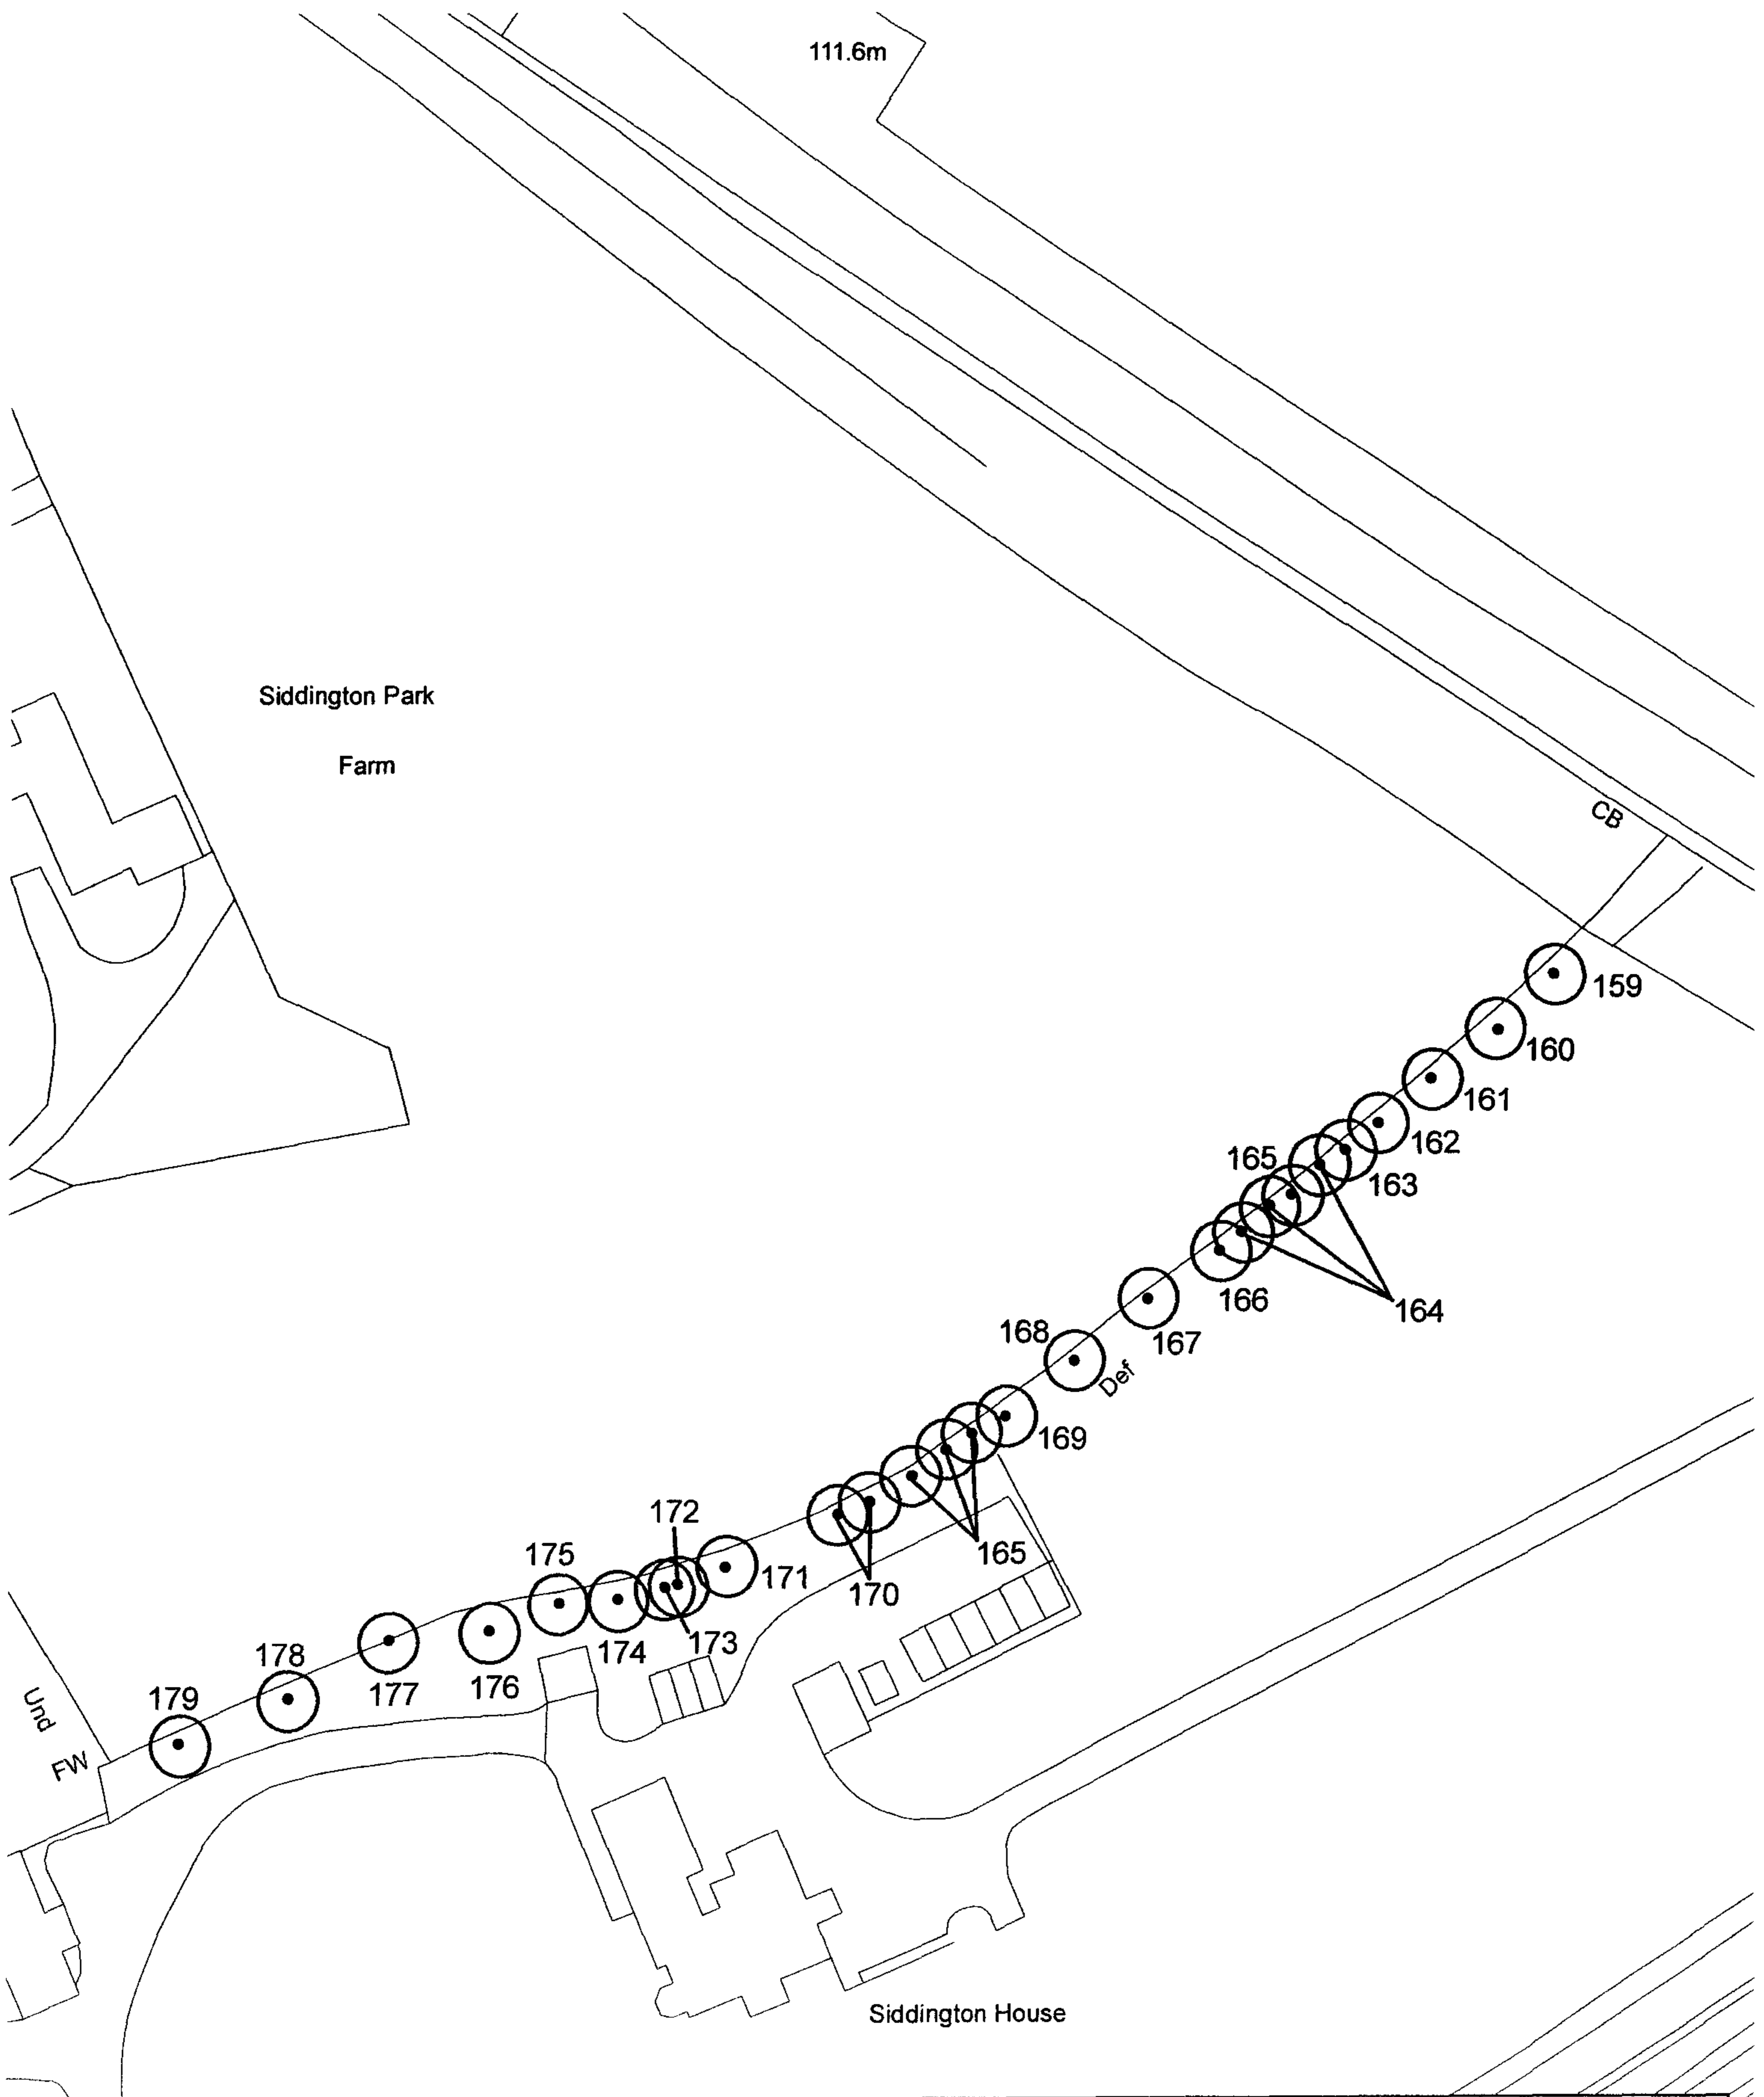 111.6m
Siddington Park
Farm
CB
159
160
161
162
165
163
166
164
167
168
Def
169
172
165
175
171
170
173
174
178
176
177
179
Und
FW
Siddington House